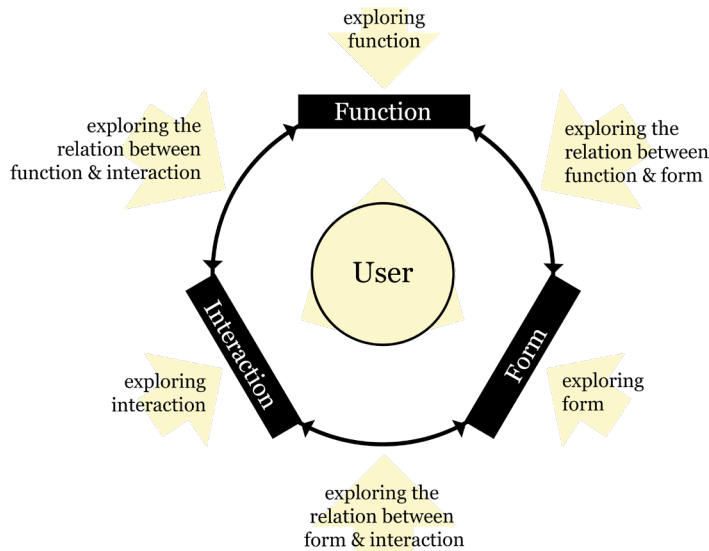 exploring
function
Function
exploring the
relation between
function & interaction
exploring the
relation between
function & form
User
Interaction
Form
exploring
interaction
exploring
form
exploring the
relation between
form & interaction